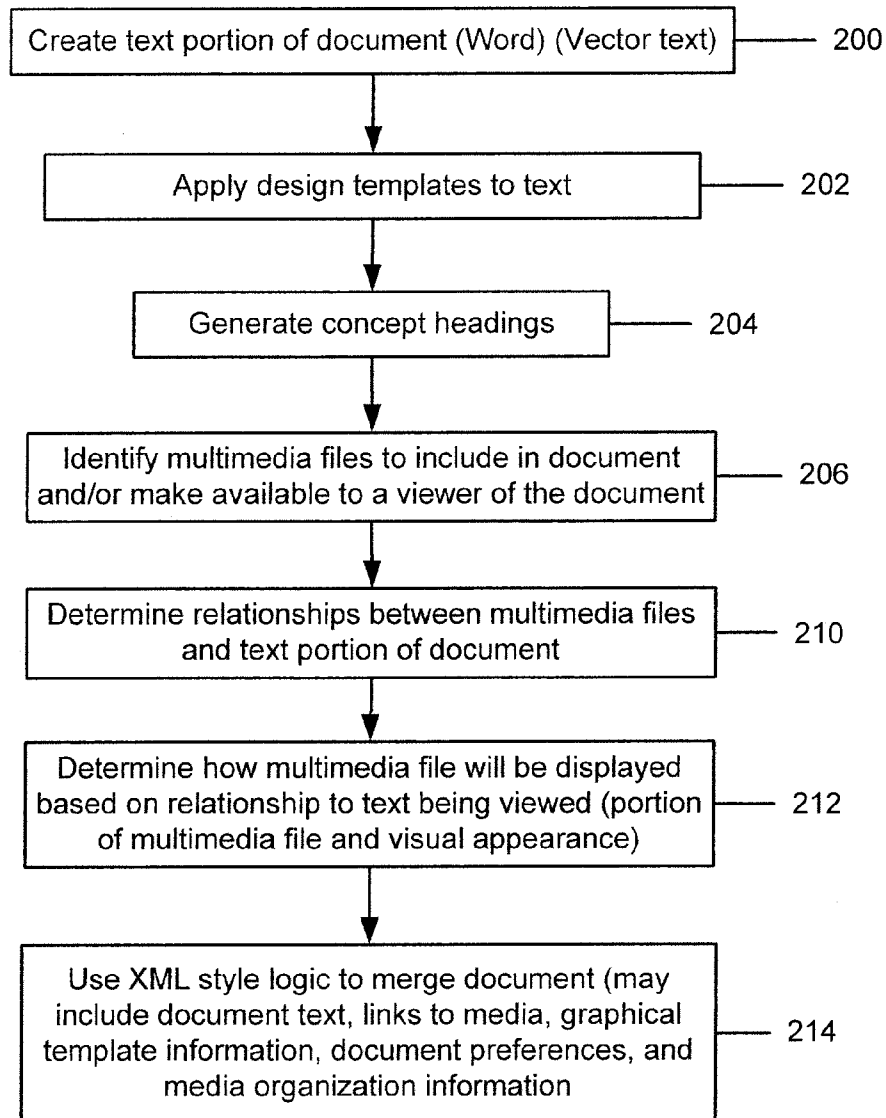 Create text portion of document (Word) (Vector text)
200
Apply design templates to text
202
Generate concept headings
204
Identify multimedia files to include in document
and/or make available to a viewer of the document
206
Determine relationships between multimedia files
and text portion of document
210
Determine how multimedia file will be displayed
based on relationship to text being viewed (portion
of multimedia file and visual appearance)
212
Use XML style logic to merge document (may
include document text, links to media, graphical
template information, document preferences, and
media organization information
214